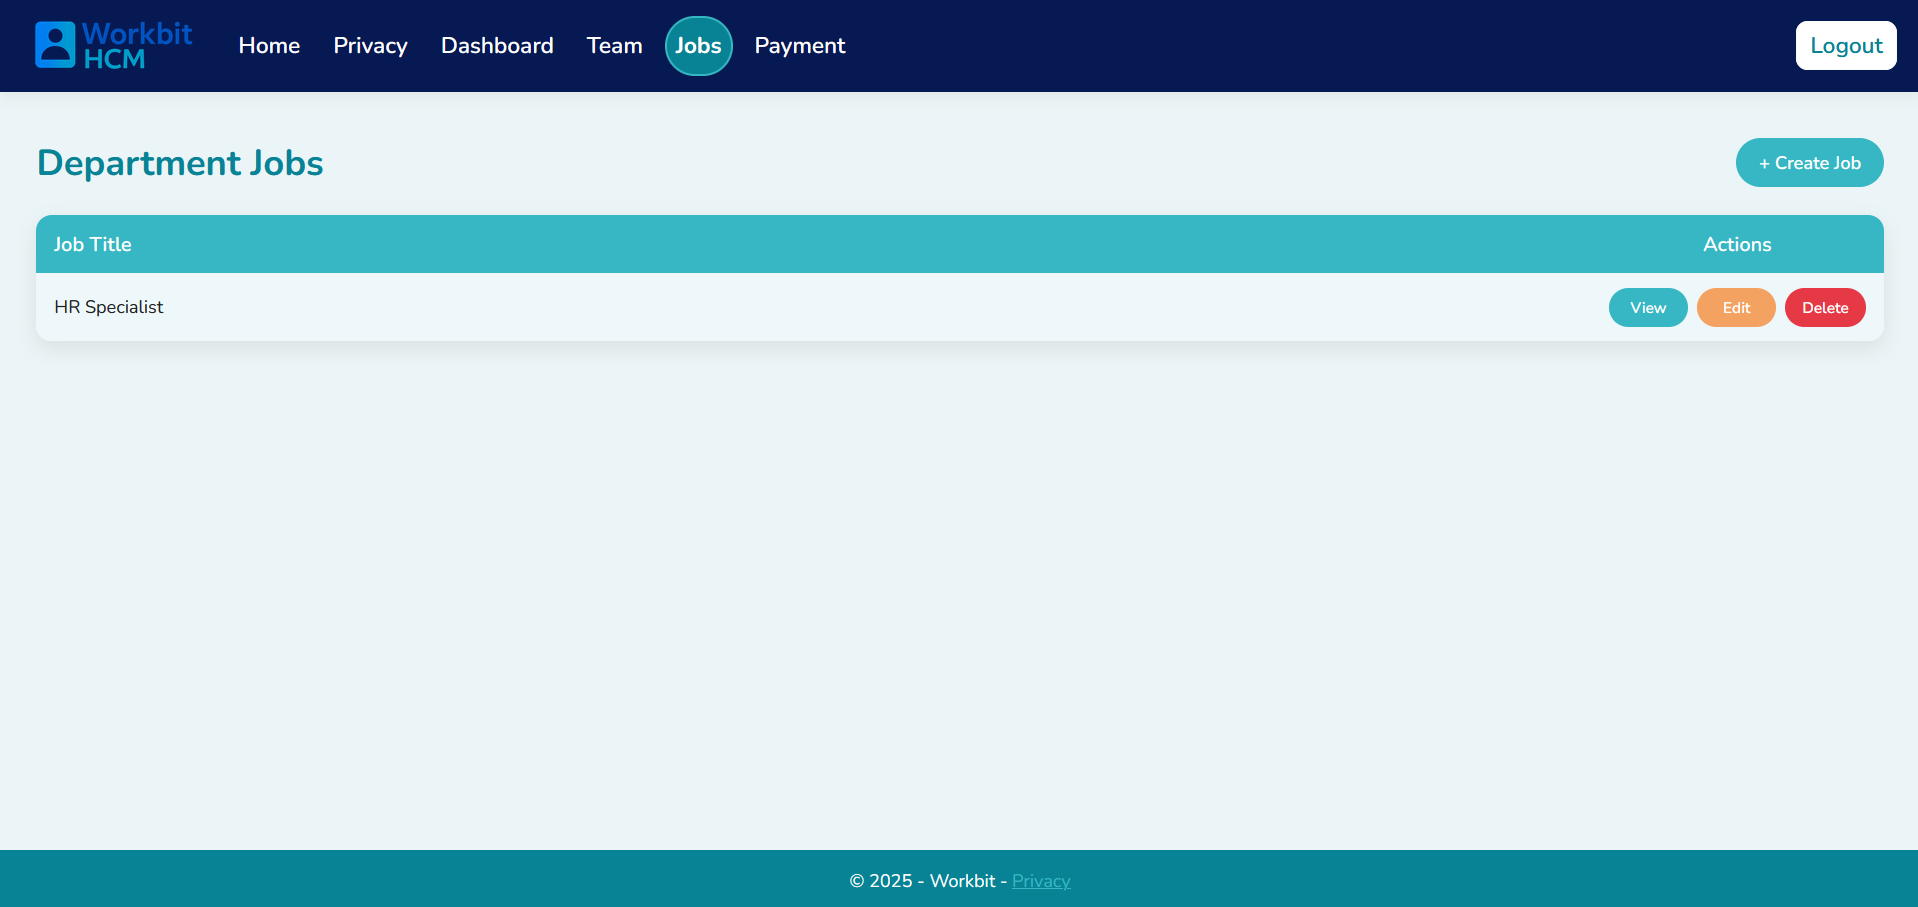 Workbit
HCM
Home Privacy Dashboard Team Jobs Payment Logout
Department Jobs + Create Job
Job Title Actions
HR Specialist View Edit Delete
© 2025 - Workbit - Privacy